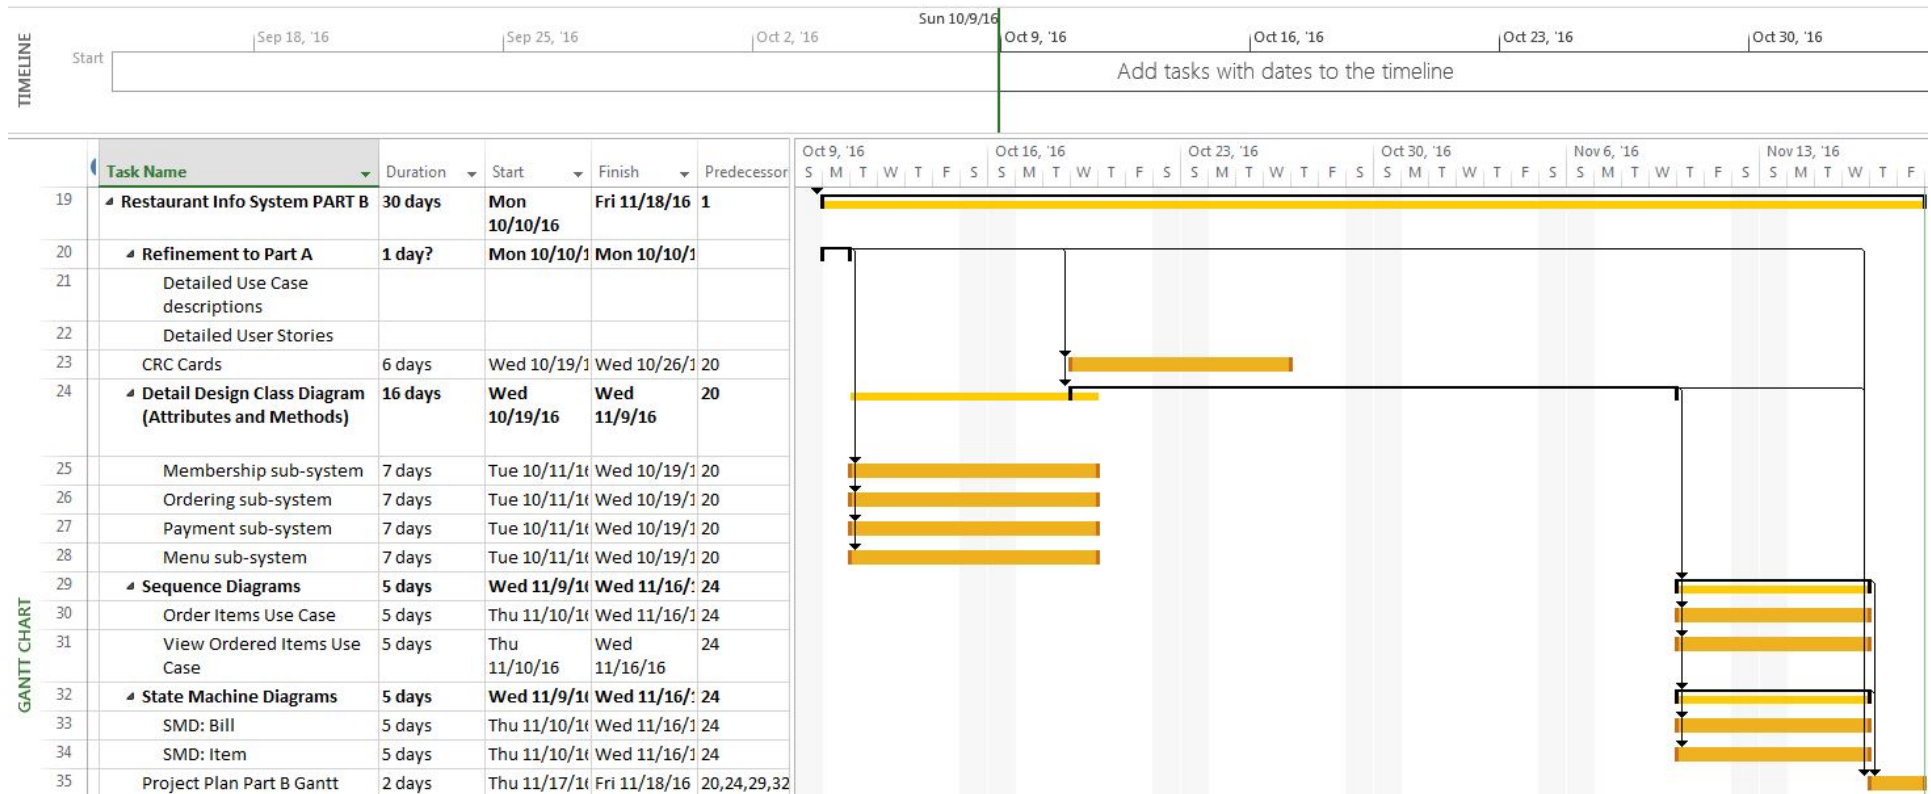 TIMELINE
Sun 10/9/16
Sep 18, '16 Sep 25, '16 Oct 2, '16 Oct 9, '16 Oct 16, '16 Oct 23, '16 Oct 30, '16
Start
Add tasks with dates to the timeline
GANTT CHART
Task Name Duration Start Finish Predecessor
Oct 9, '16 Oct 16, '16 Oct 23, '16 Oct 30, '16 Nov 6, '16 Nov 13, '16
S M T W T F S S M T W T F S S M T W T F S S M T W T F S S M T W T F S S M T W T F
19 Restaurant Info System PART B 30 days Mon Fri 11/18/16 1
10/10/16
20 Refinement to Part A 1 day? Mon 10/10/1 Mon 10/10/1
21 Detailed Use Case
descriptions
22 Detailed User Stories
23 CRC Cards 6 days Wed 10/19/1 Wed 10/26/1 20
24 Detail Design Class Diagram 16 days Wed Wed 20
(Attributes and Methods) 10/19/16 11/9/16
25 Membership sub-system 7 days Tue 10/11/16 Wed 10/19/1 20
26 Ordering sub-system 7 days Tue 10/11/16 Wed 10/19/1 20
27 Payment sub-system 7 days Tue 10/11/16 Wed 10/19/1 20
28 Menu sub-system 7 days Tue 10/11/16 Wed 10/19/1 20
29 Sequence Diagrams 5 days Wed 11/9/16 Wed 11/16/1 24
30 Order Items Use Case 5 days Thu 11/10/16 Wed 11/16/1 24
31 View Ordered Items Use 5 days Thu Wed 24
Case 11/10/16 11/16/16
32 State Machine Diagrams 5 days Wed 11/9/16 Wed 11/16/1 24
33 SMD: Bill 5 days Thu 11/10/16 Wed 11/16/1 24
34 SMD: Item 5 days Thu 11/10/16 Wed 11/16/1 24
35 Project Plan Part B Gantt 2 days Thu 11/17/16 Fri 11/18/16 20,24,29,32